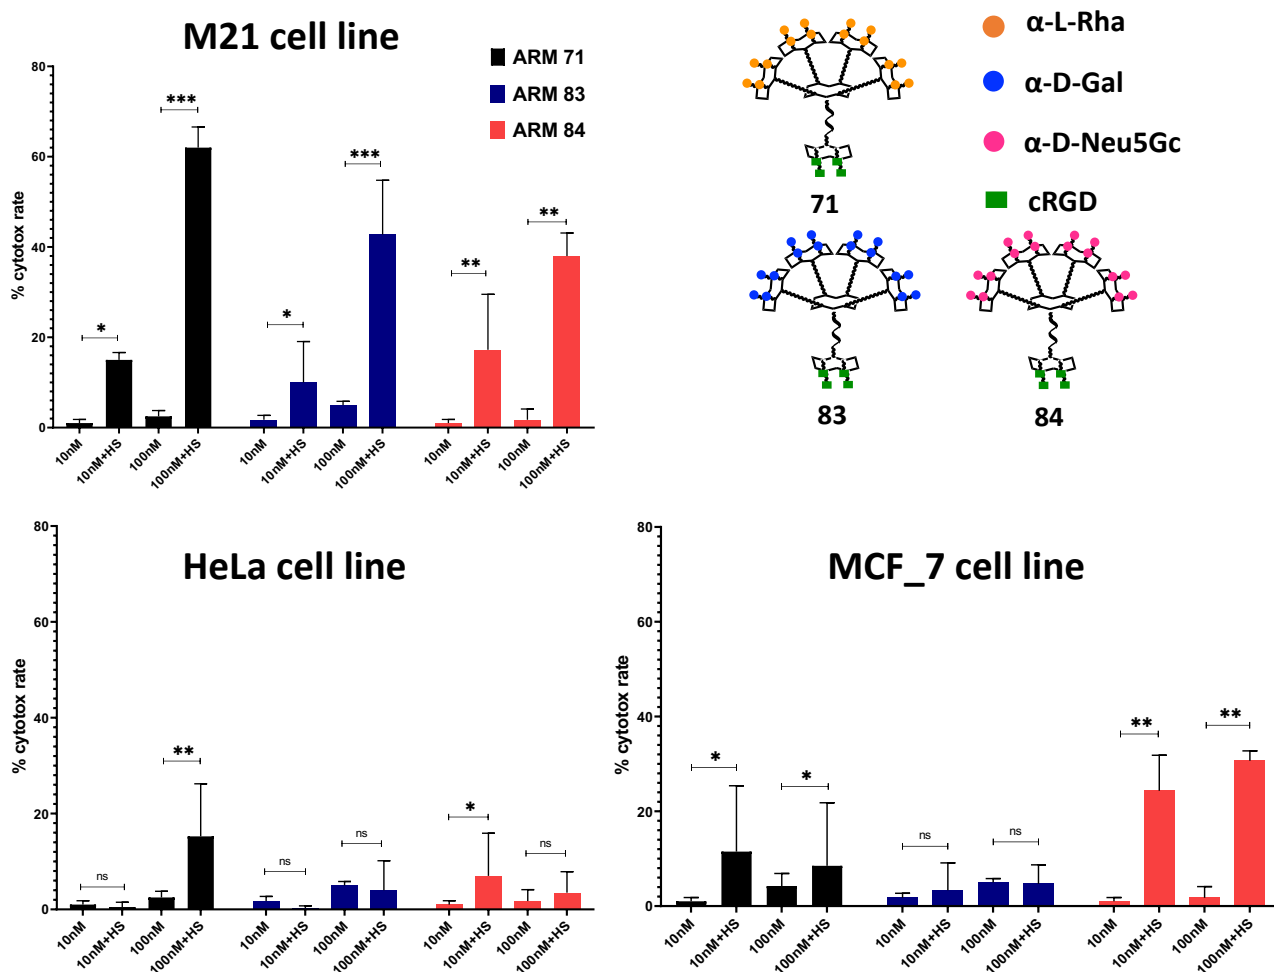 M21 cell line
ARM 71
ARM 83
ARM 84
% cytotox rate
80
60
40
20
0
***
*
*
***
**
**
10nM
10nM+HS
100nM
100nM+HS
10nM
10nM+HS
100nM
100nM+HS
10nM
10nM+HS
100nM
100nM+HS
α-L-Rha
α-D-Gal
α-D-Neu5Gc
cRGD
71
83
84
HeLa cell line
% cytotox rate
80
60
40
20
0
ns
**
ns
ns
*
ns
10nM
10nM+HS
100nM
100nM+HS
10nM
10nM+HS
100nM
100nM+HS
10nM
10nM+HS
100nM
100nM+HS
MCF_7 cell line
% cytotox rate
80
60
40
20
0
*
*
ns
ns
**
**
10nM
10nM+HS
100nM
100nM+HS
10nM
10nM+HS
100nM
100nM+HS
10nM
10nM+HS
100nM
100nM+HS